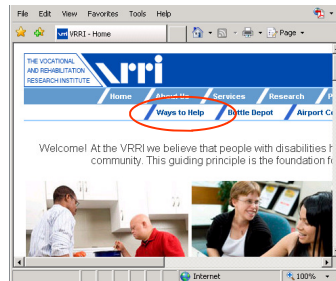 File Edit View Favorites Tools Help
VRRI - Home
Page
THE VOCATIONAL
AND REHABILITATION
RESEARCH INSTITUTE
vrri
Home About Us Services Research
Ways to Help Bottle Depot Airport
Welcome! At the VRRI we believe that people with disabilities
community. This guiding principle is the foundation
Internet 100%